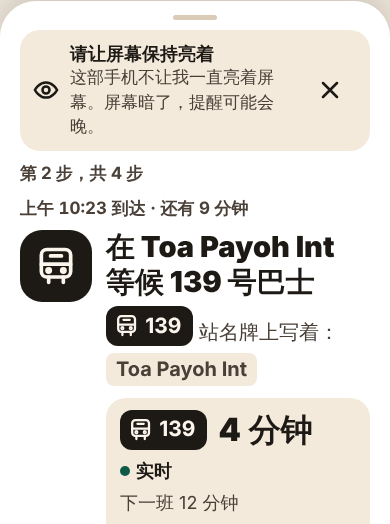 请让屏幕保持亮着
这部手机不让我一直亮着屏
幕。屏幕暗了，提醒可能会
晚。
第 2 步，共 4 步
上午 10:23 到达 · 还有 9 分钟
在 Toa Payoh Int
等候 139 号巴士
139 站名牌上写着：
Toa Payoh Int
139 4 分钟
实时
下一班 12 分钟